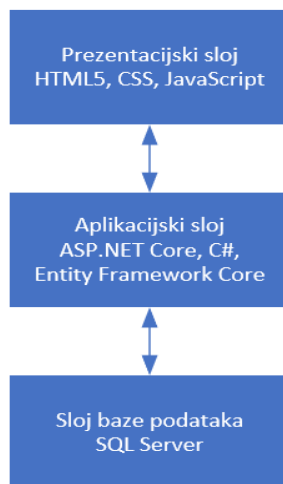 Prezentacijski sloj
HTML5, CSS, JavaScript
Aplikacijski sloj
ASP.NET Core, C#,
Entity Framework Core
Sloj baze podataka
SQL Server